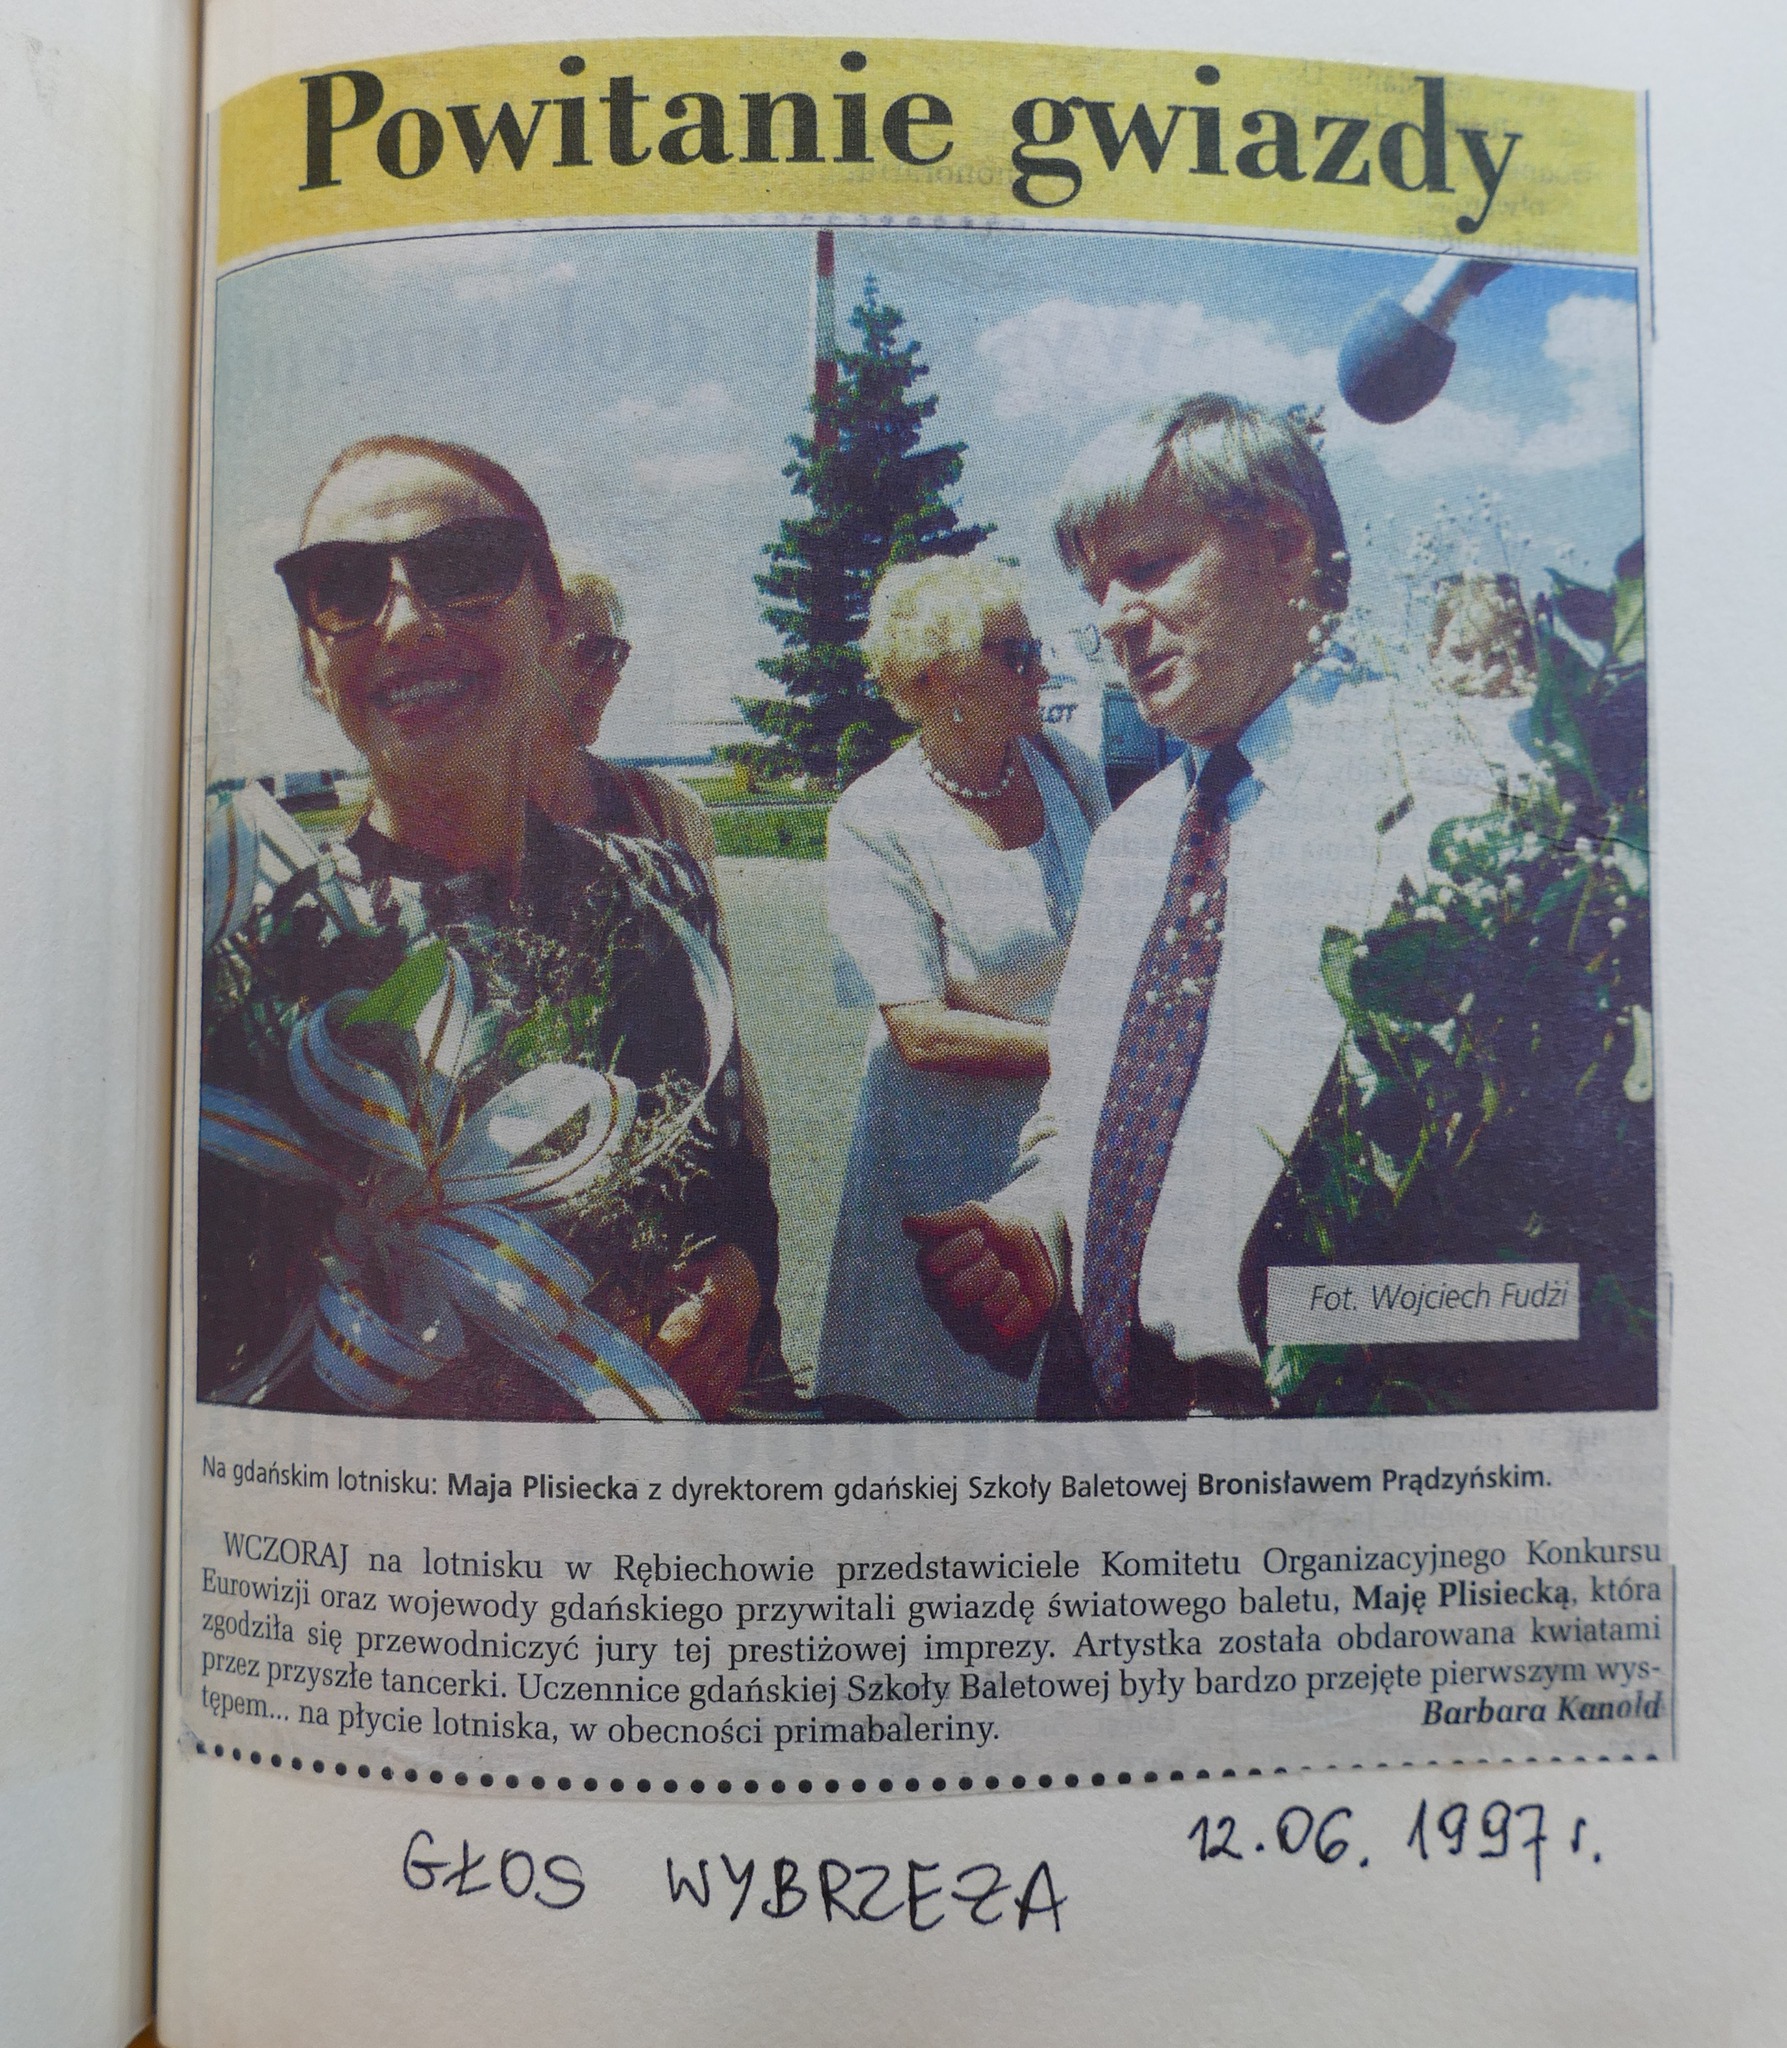 Powitanie gwiazdy
LOT
Fot. Wojciech Fudżi
Na gdańskim lotnisku: Maja Plisiecka z dyrektorem gdańskiej Szkoły Baletowej Bronisławem Prądzyńskim.
WCZORAJ na lotnisku w Rębiechowie przedstawiciele Komitetu Organizacyjnego Konkursu
Eurowizji oraz wojewody gdańskiego przywitali gwiazdę światowego baletu, Maję Plisiecką, która
zgodziła się przewodniczyć jury tej prestiżowej imprezy. Artystka została obdarowana kwiatami
przez przyszłe tancerki. Uczennice gdańskiej Szkoły Baletowej były bardzo przejęte pierwszym wys-
tępem... na płycie lotniska, w obecności primabaleriny.
Barbara Kanold
GŁOS WYBRZEŻA 12.06.1997 r.